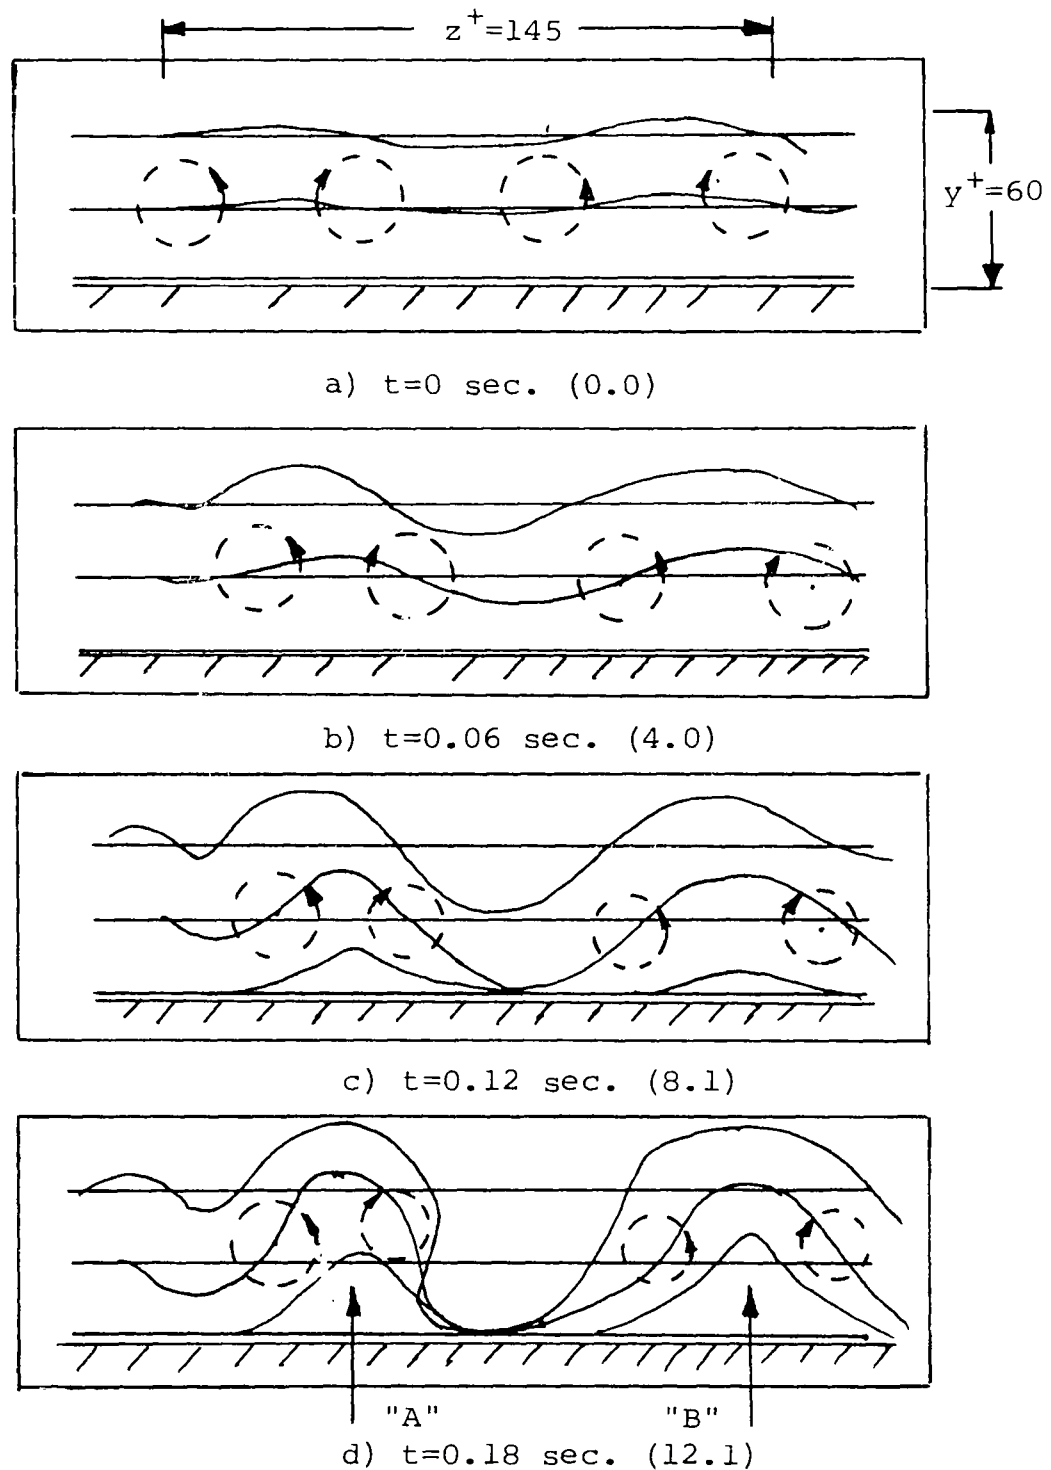 z+=145
y+=60
a) t=0 sec. (0.0)
b) t=0.06 sec. (4.0)
c) t=0.12 sec. (8.1)
"A" "B"
d) t=0.18 sec. (12.1)